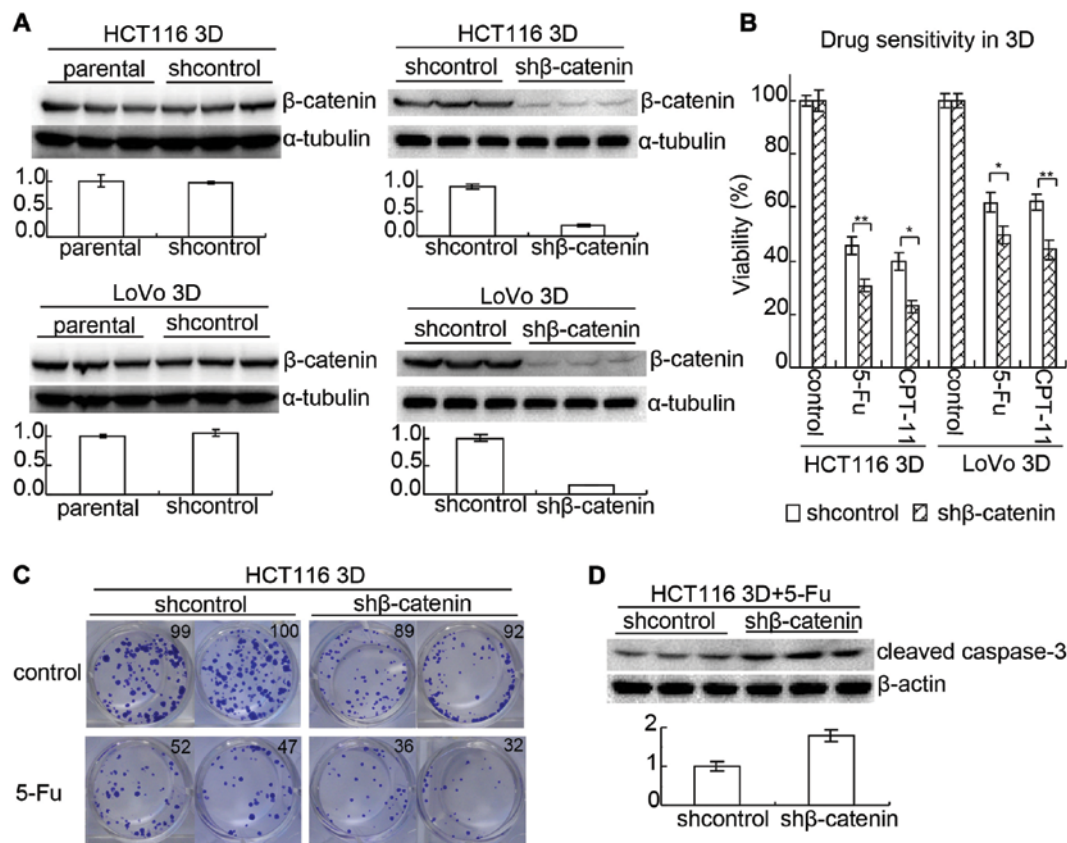 A
HCT116 3D
parental shcontrol
β-catenin
α-tubulin
1.0
0.5
0.0
parental shcontrol
HCT116 3D
shcontrol shβ-catenin
β-catenin
α-tubulin
1.0
0.5
0.0
shcontrol shβ-catenin
LoVo 3D
parental shcontrol
β-catenin
α-tubulin
1.0
0.5
0.0
parental shcontrol
LoVo 3D
shcontrol shβ-catenin
β-catenin
α-tubulin
1.0
0.5
0.0
shcontrol shβ-catenin
B
Drug sensitivity in 3D
Viability (%)
100
80
60
40
20
0
** * * **
control 5-Fu CPT-11 control 5-Fu CPT-11
HCT116 3D LoVo 3D
shcontrol shβ-catenin
C
HCT116 3D
shcontrol shβ-catenin
control 99 100 89 92
5-Fu 52 47 36 32
D
HCT116 3D+5-Fu
shcontrol shβ-catenin
cleaved caspase-3
β-actin
2
1
0
shcontrol shβ-catenin